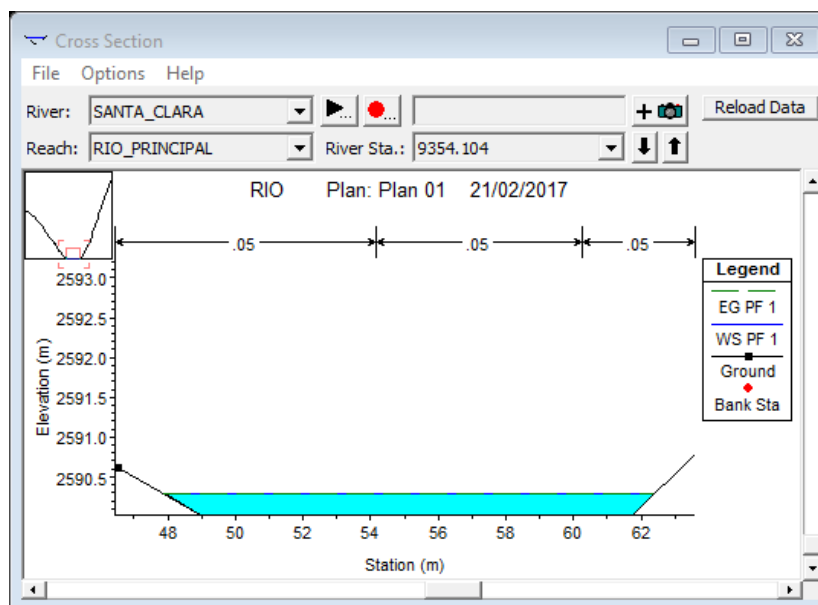 Cross Section
File Options Help
River: SANTA_CLARA ... ... + Reload Data
Reach: RIO_PRINCIPAL River Sta.: 9354.104
RIO Plan: Plan 01 21/02/2017
.05 .05 .05
Legend
EG PF 1
WS PF 1
Ground
Bank Sta
Elevation (m)
2593.0
2592.5
2592.0
2591.5
2591.0
2590.5
48 50 52 54 56 58 60 62
Station (m)